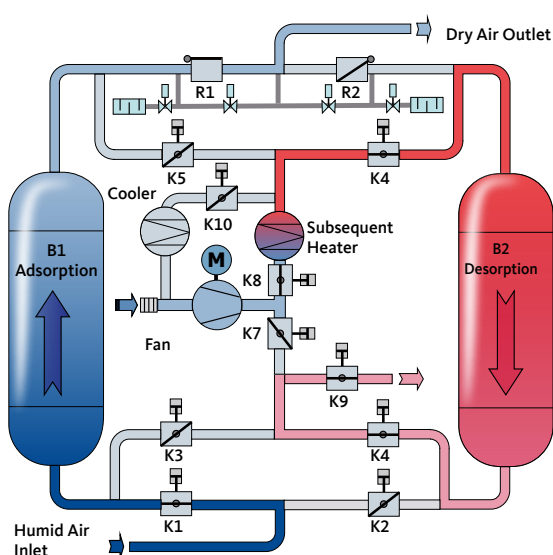 Dry Air Outlet
R1
R2
K5
K4
Cooler
K10
Subsequent
Heater
B1
Adsorption
B2
Desorption
M
K8
Fan
K7
K9
K3
K4
K1
K2
Humid Air
Inlet